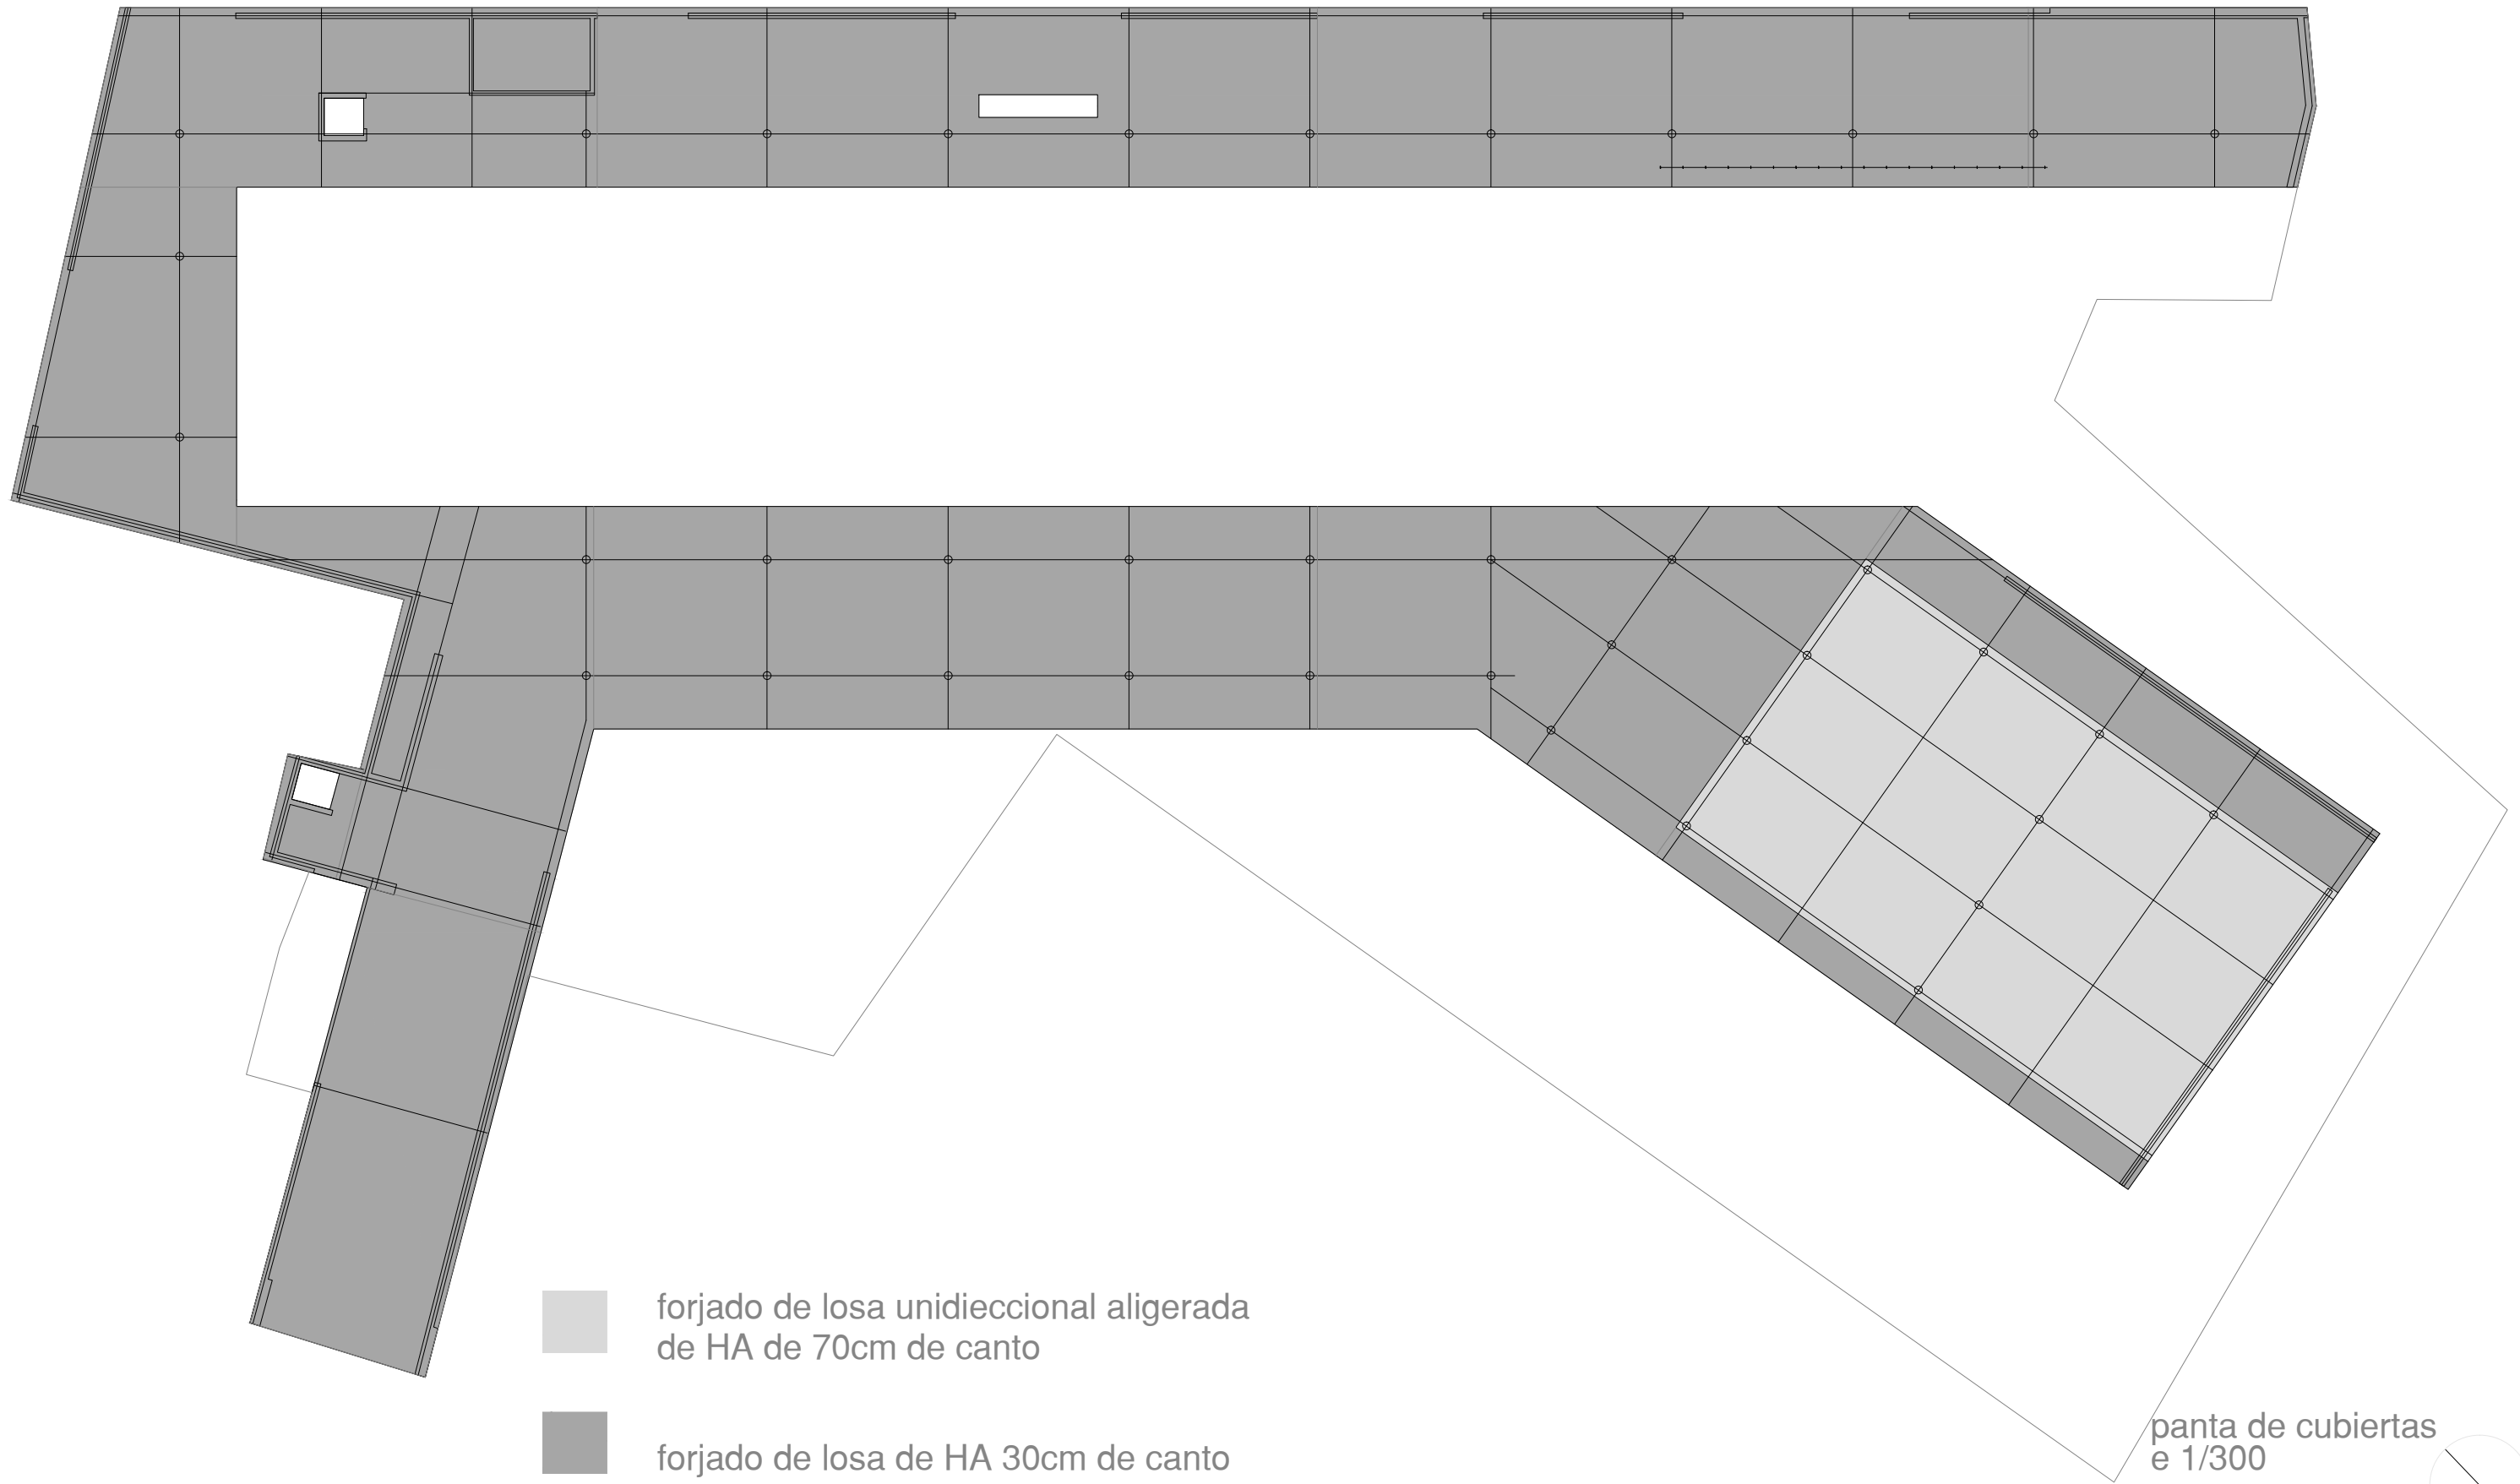 forjado de losa unidieccional aligerada
de HA de 70cm de canto
forjado de losa de HA 30cm de canto
panta de cubiertas
e 1/300